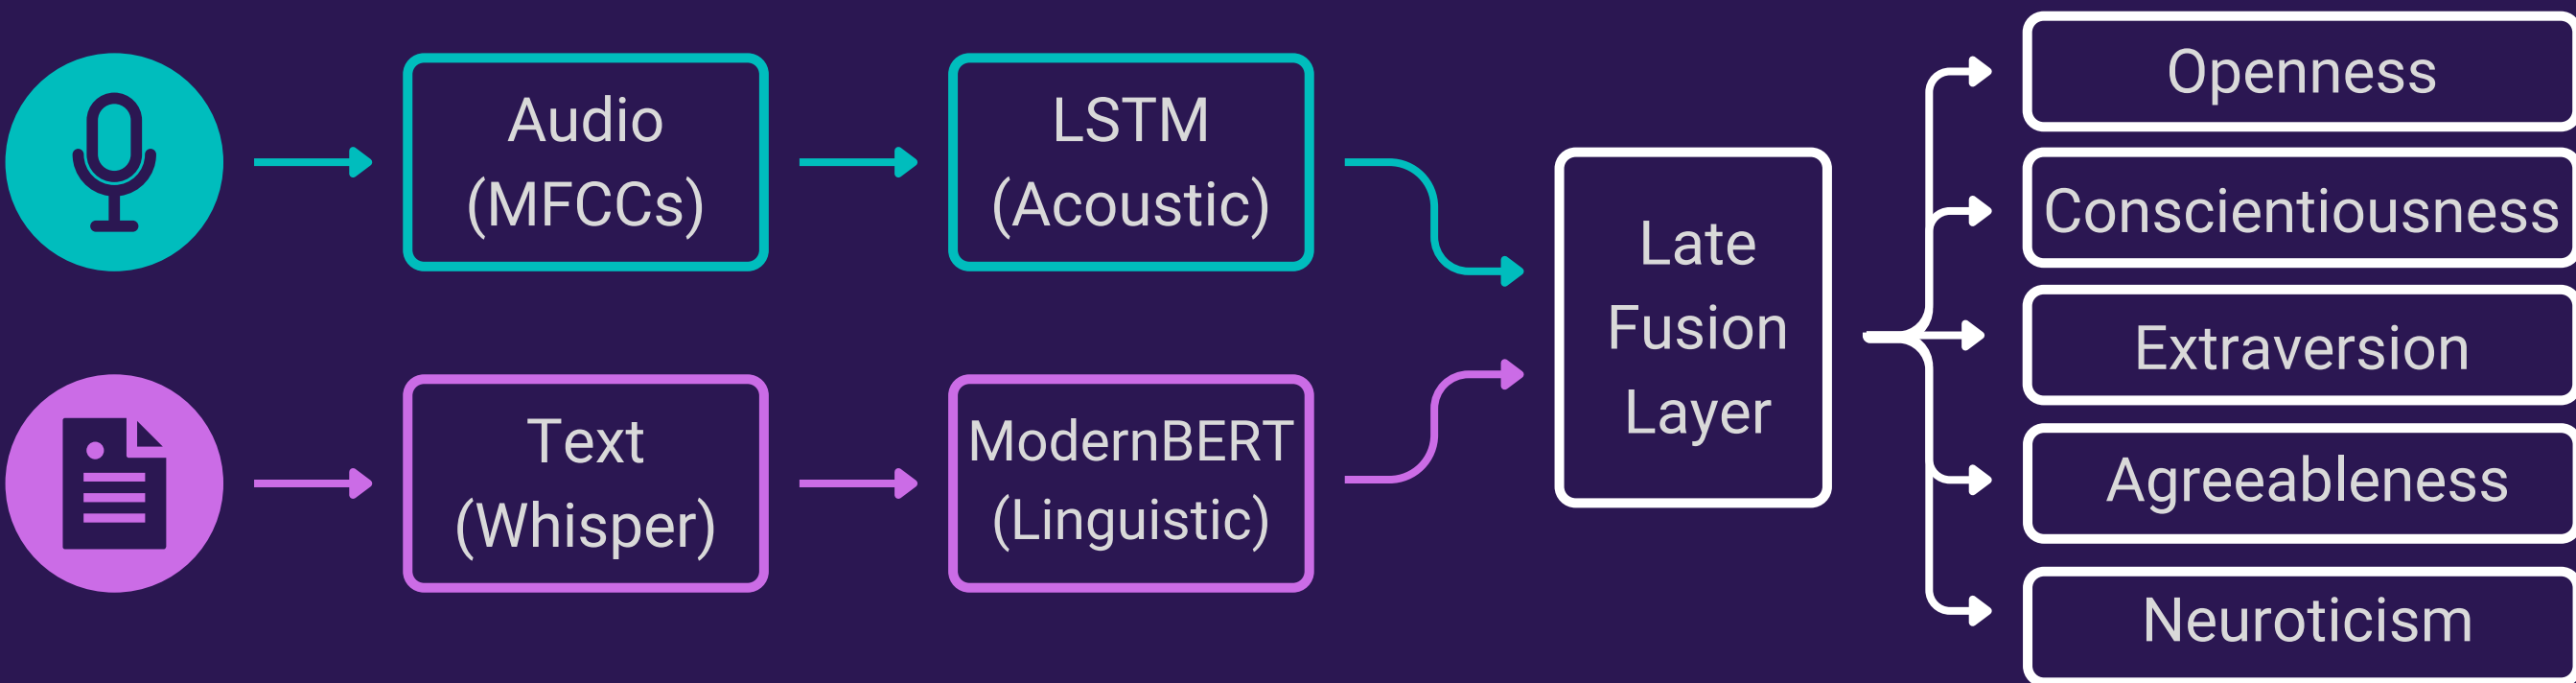 Audio
(MFCCs)
LSTM
(Acoustic)
Text
(Whisper)
ModernBERT
(Linguistic)
Late
Fusion
Layer
Openness
Conscientiousness
Extraversion
Agreeableness
Neuroticism